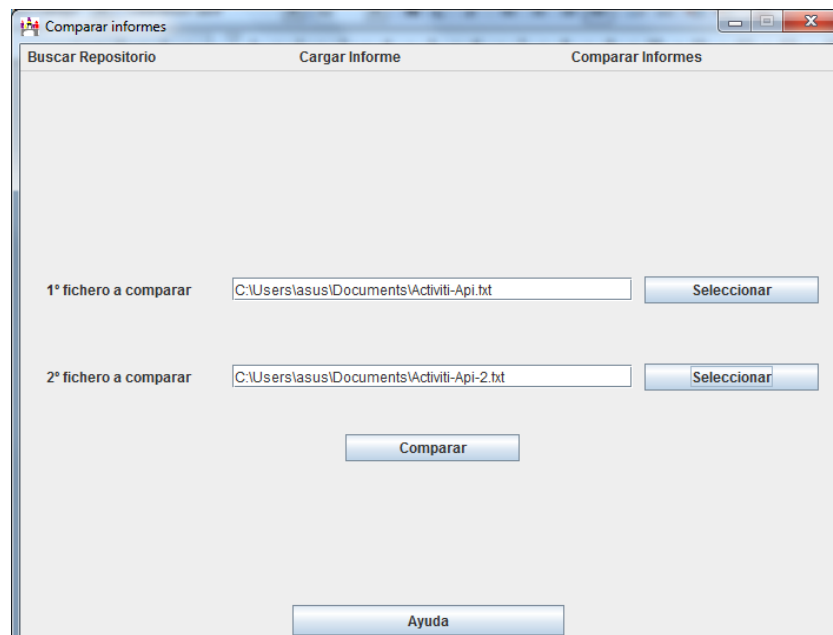 Comparar informes
Buscar Repositorio Cargar Informe Comparar Informes
1º fichero a comparar C:\Users\asus\Documents\Activiti-Api.txt Seleccionar
2º fichero a comparar C:\Users\asus\Documents\Activiti-Api-2.txt Seleccionar
Comparar
Ayuda